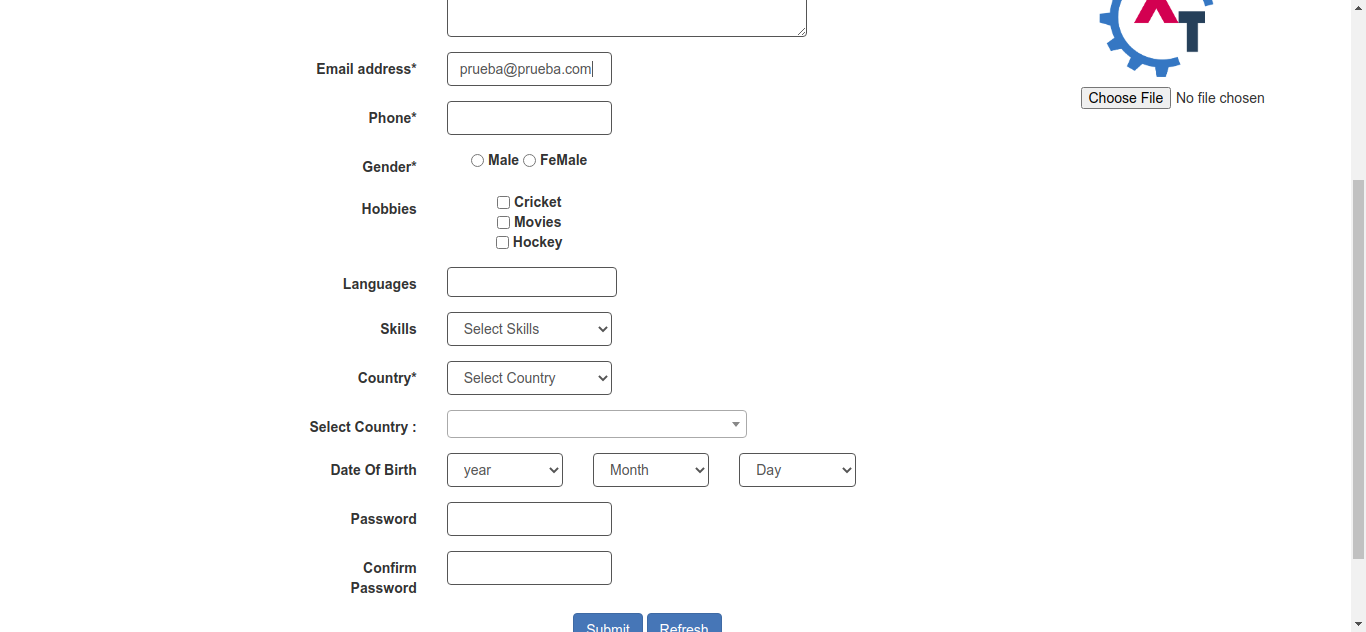 T
Email address* prueba@prueba.com
Choose File No file chosen
Phone*
Gender* Male FeMale
Hobbies Cricket
Movies
Hockey
Languages
Skills Select Skills
Country* Select Country
Select Country :
Date Of Birth year Month Day
Password
Confirm
Password
Submit Refresh